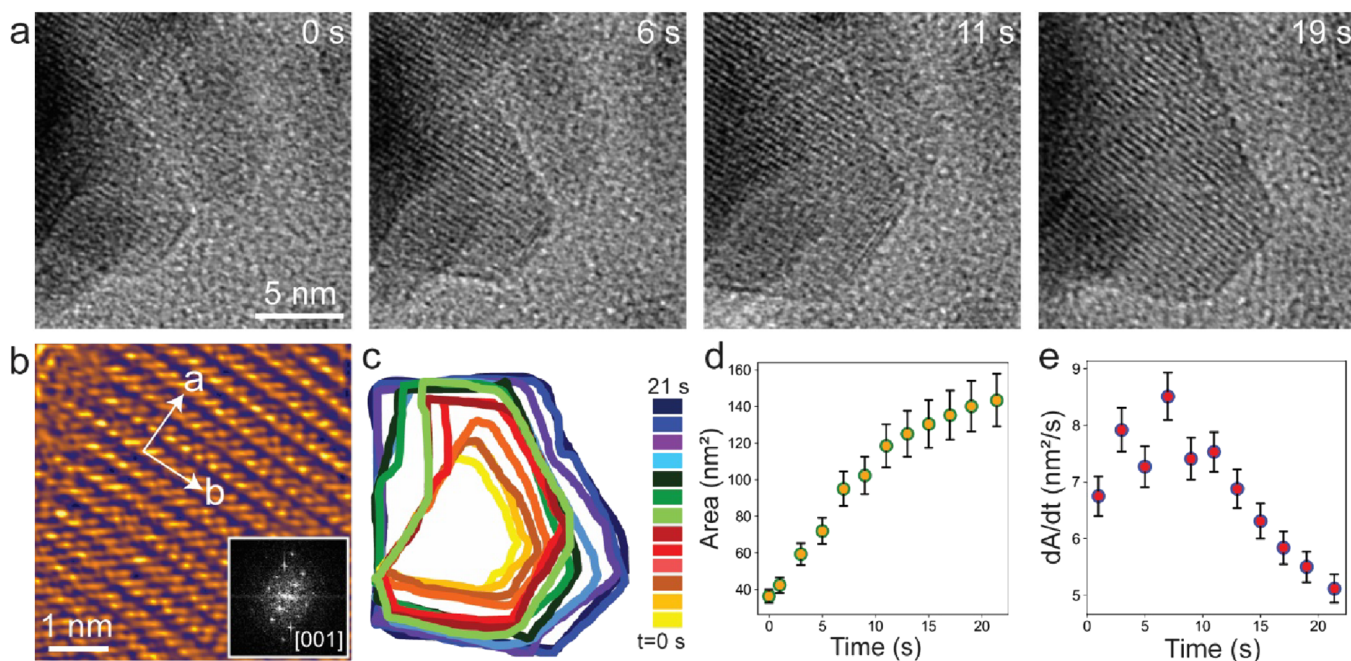 a
0 s
6 s
11 s
19 s
5 nm
b
a
b
1 nm
[001]
c
21 s
t=0 s
d
160
140
120
100
80
60
40
0
5
10
15
20
Area (nm²)
Time (s)
e
9
8
7
6
5
0
5
10
15
20
dA/dt (nm²/s)
Time (s)